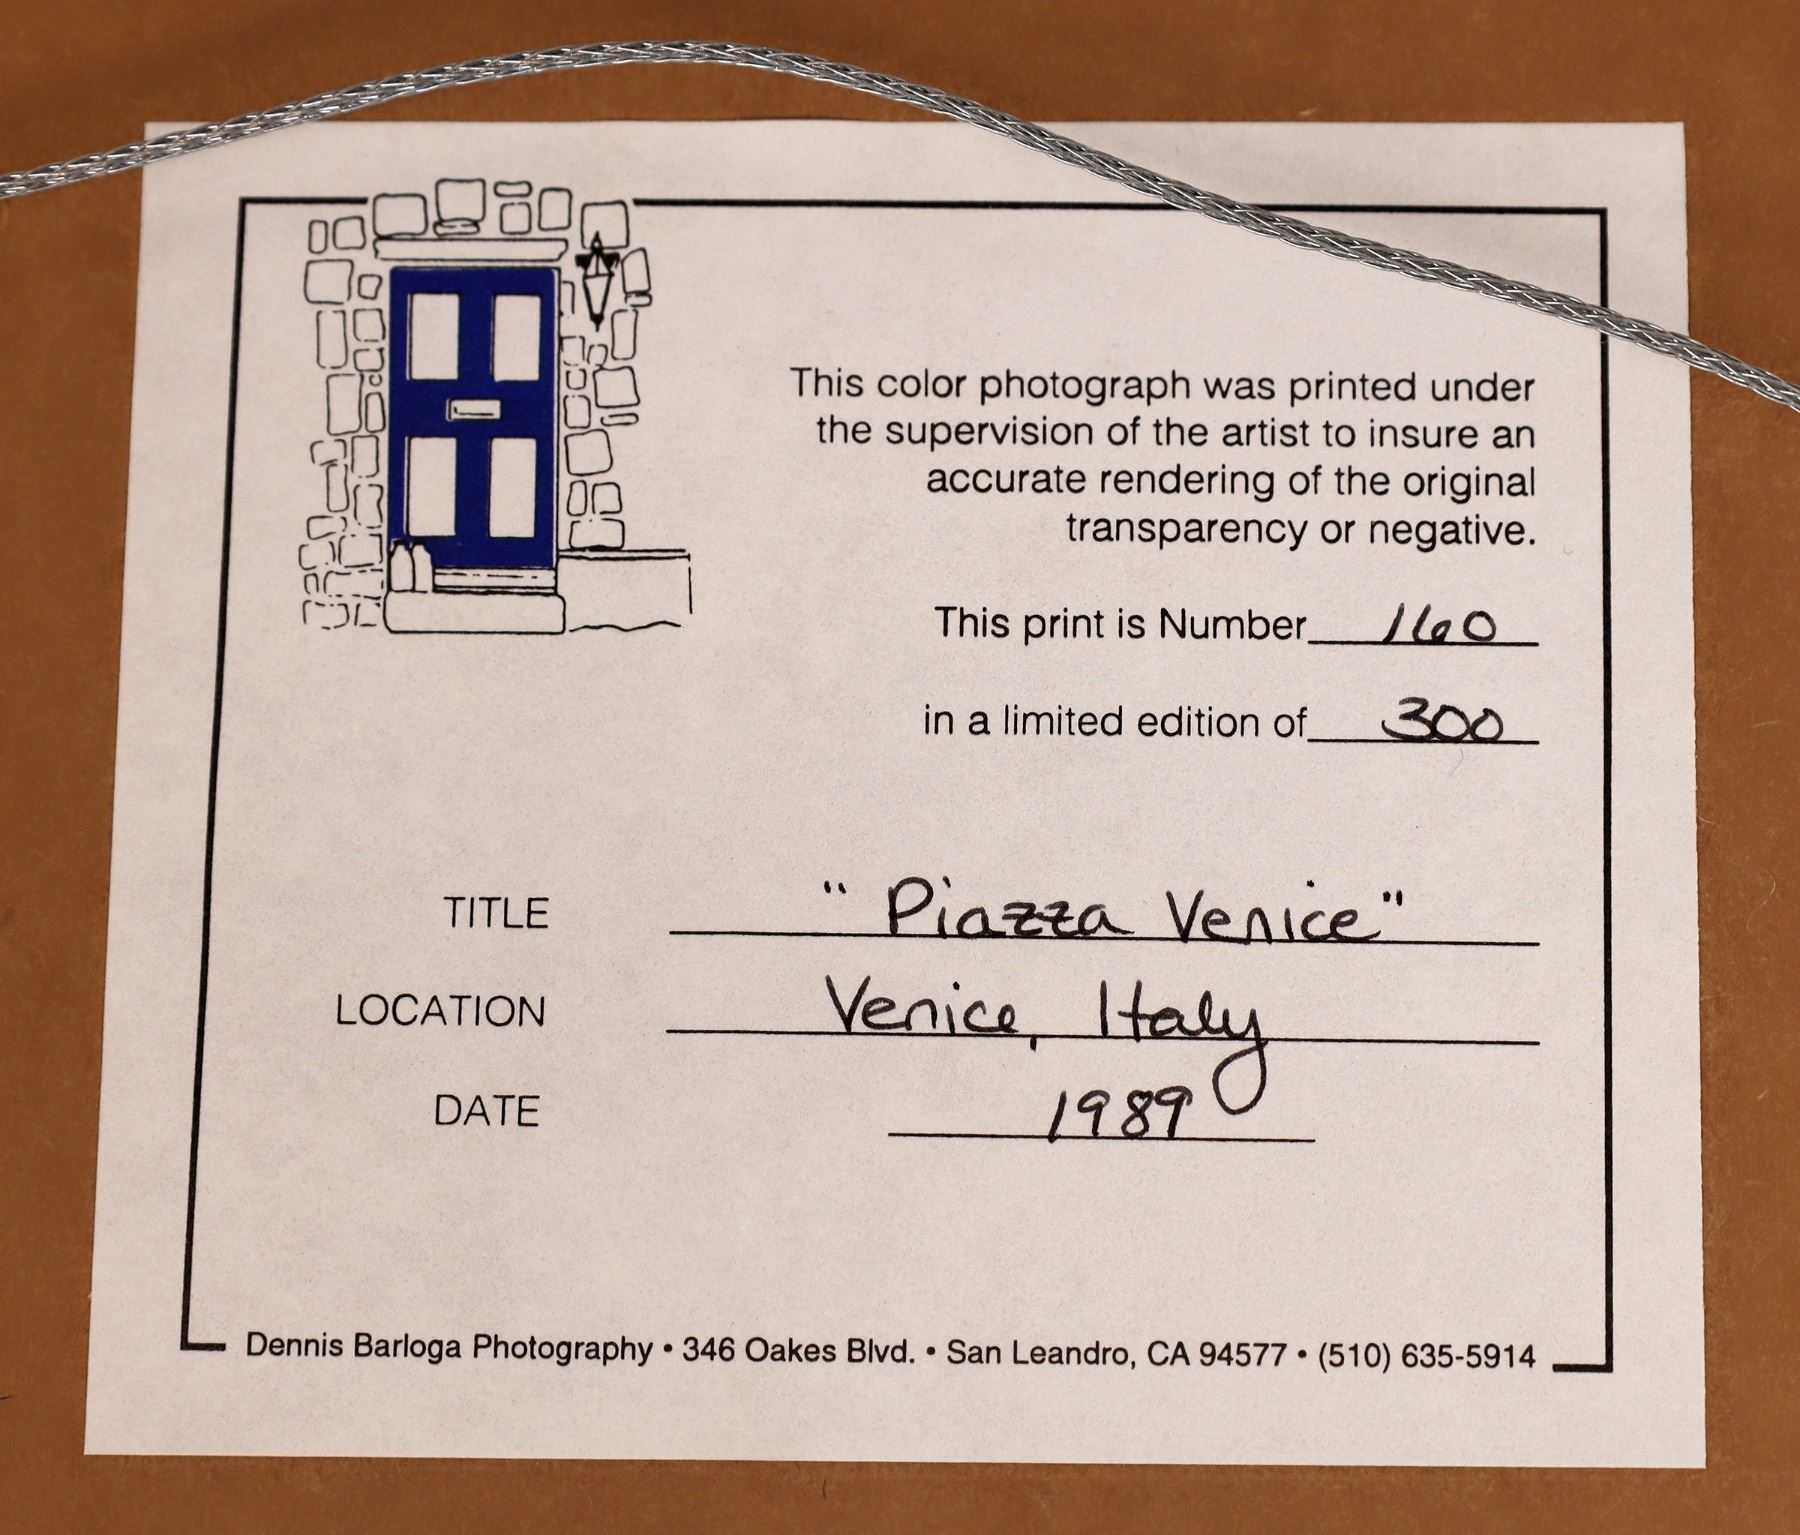 This color photograph was printed under
the supervision of the artist to insure an
accurate rendering of the original
transparency or negative.
This print is Number 160
in a limited edition of 300
TITLE "Piazza Venice"
LOCATION Venice, Italy
DATE 1989
Dennis Barloga Photography • 346 Oakes Blvd. • San Leandro, CA 94577 • (510) 635-5914